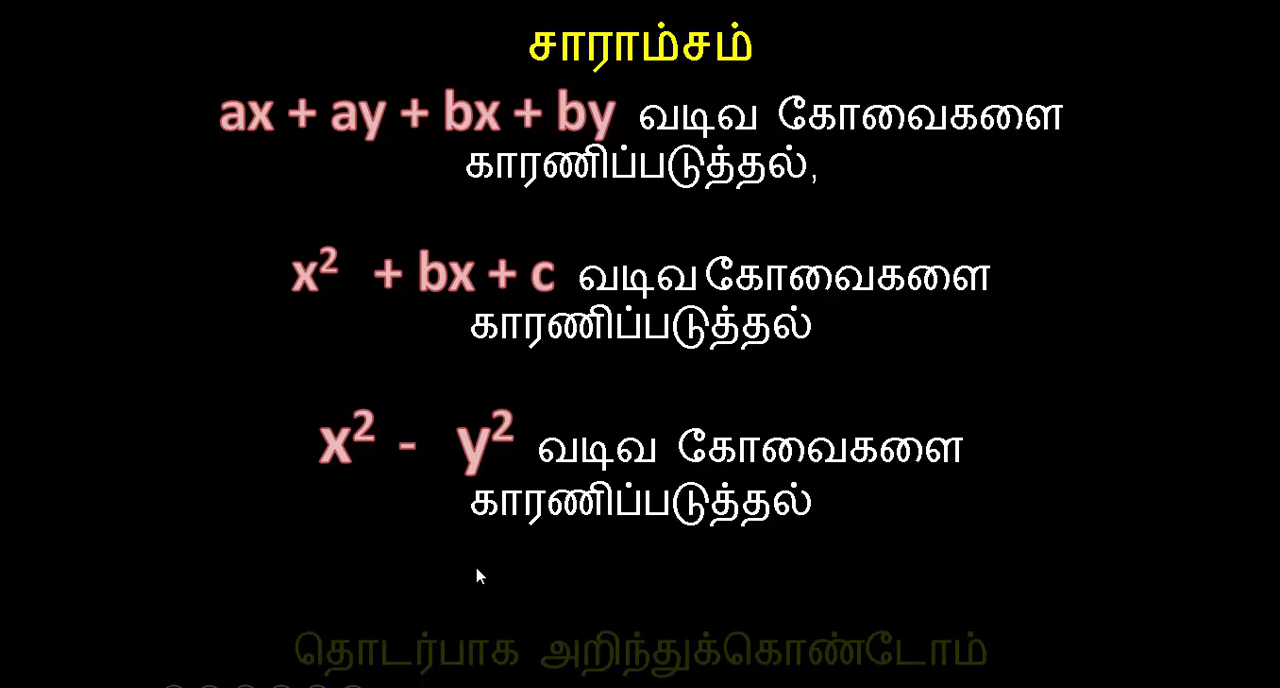 சாராம்சம்
ax + ay + bx + by வடிவ கோவைகளை
காரணிப்படுத்தல்,
x² + bx + c வடிவ கோவைகளை
காரணிப்படுத்தல்
x² - y² வடிவ கோவைகளை
காரணிப்படுத்தல்
தொடர்பாக அறிந்துக்கொண்டோம்